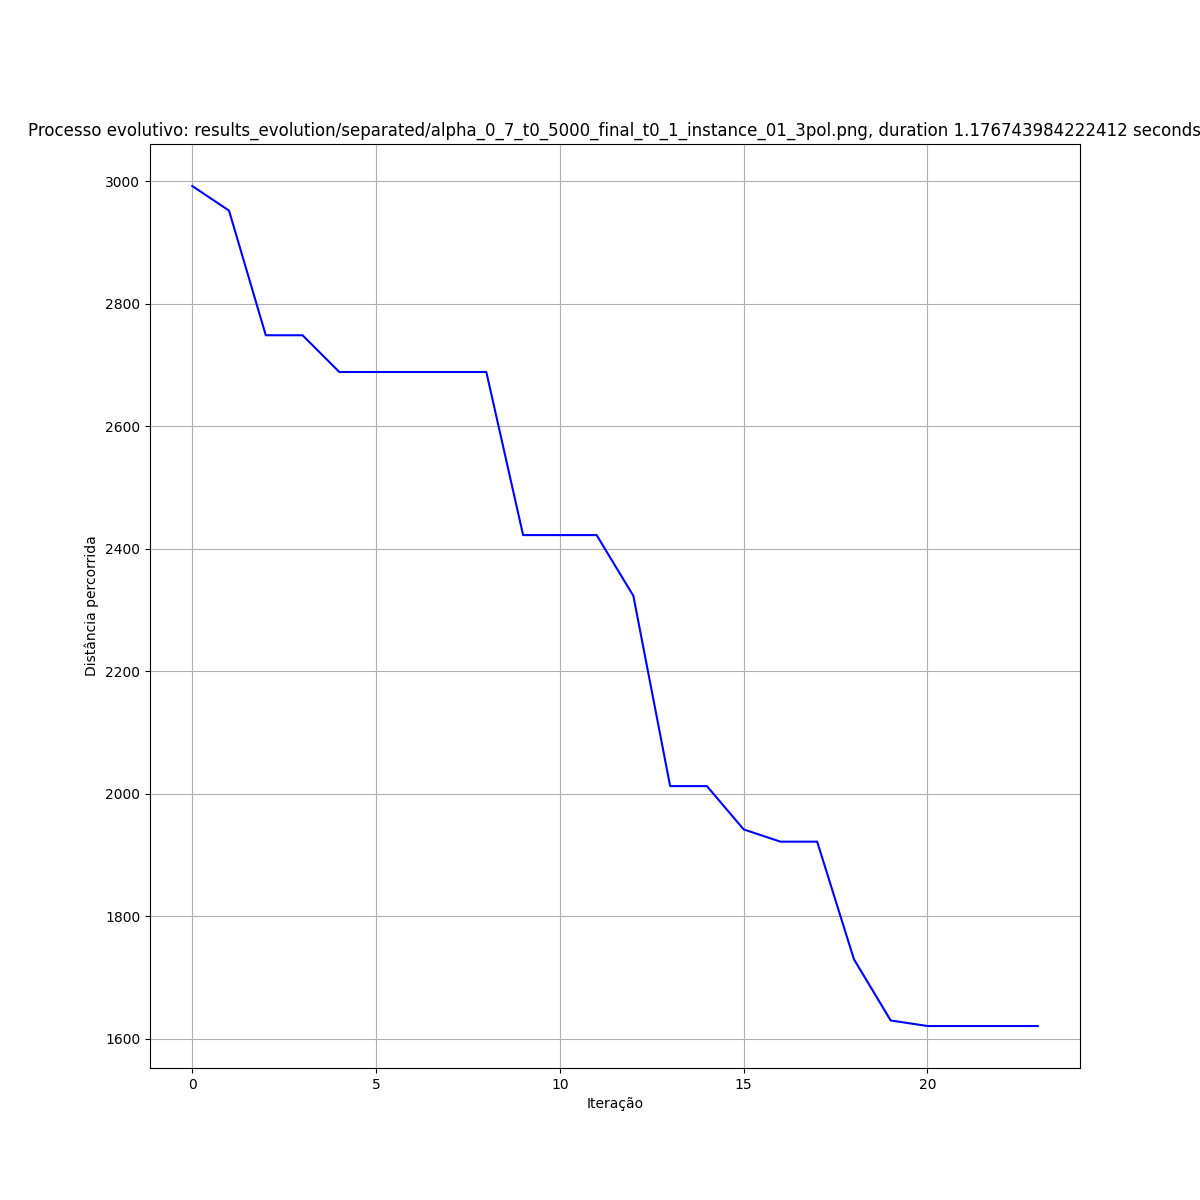 Processo evolutivo: results_evolution/separated/alpha_0_7_t0_5000_final_t0_1_instance_01_3pol.png, duration 1.176743984222412 seconds
3000
2800
2600
2400
2200
2000
1800
1600
Distância percorrida
0 5 10 15 20
Iteração